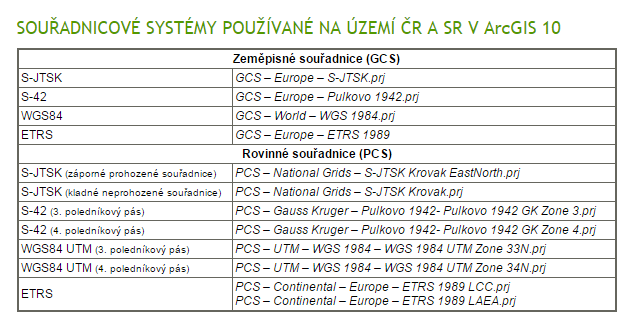 SOUŘADNICOVÉ SYSTÉMY POUŽÍVANÉ NA ÚZEMÍ ČR A SR V ArcGIS 10
Zeměpisné souřadnice (GCS)
S-JTSK GCS – Europe – S-JTSK.prj
S-42 GCS – Europe – Pulkovo 1942.prj
WGS84 GCS – World – WGS 1984.prj
ETRS GCS – Europe – ETRS 1989
Rovinné souřadnice (PCS)
S-JTSK (záporné prohozené souřadnice) PCS – National Grids – S-JTSK Krovak EastNorth.prj
S-JTSK (kladné neprohozené souřadnice) PCS – National Grids – S-JTSK Krovak.prj
S-42 (3. poledníkový pás) PCS – Gauss Kruger – Pulkovo 1942- Pulkovo 1942 GK Zone 3.prj
S-42 (4. poledníkový pás) PCS – Gauss Kruger – Pulkovo 1942- Pulkovo 1942 GK Zone 4.prj
WGS84 UTM (3. poledníkový pás) PCS – UTM – WGS 1984 – WGS 1984 UTM Zone 33N.prj
WGS84 UTM (4. poledníkový pás) PCS – UTM – WGS 1984 – WGS 1984 UTM Zone 34N.prj
ETRS PCS – Continental – Europe – ETRS 1989 LCC.prj
PCS – Continental – Europe – ETRS 1989 LAEA.prj